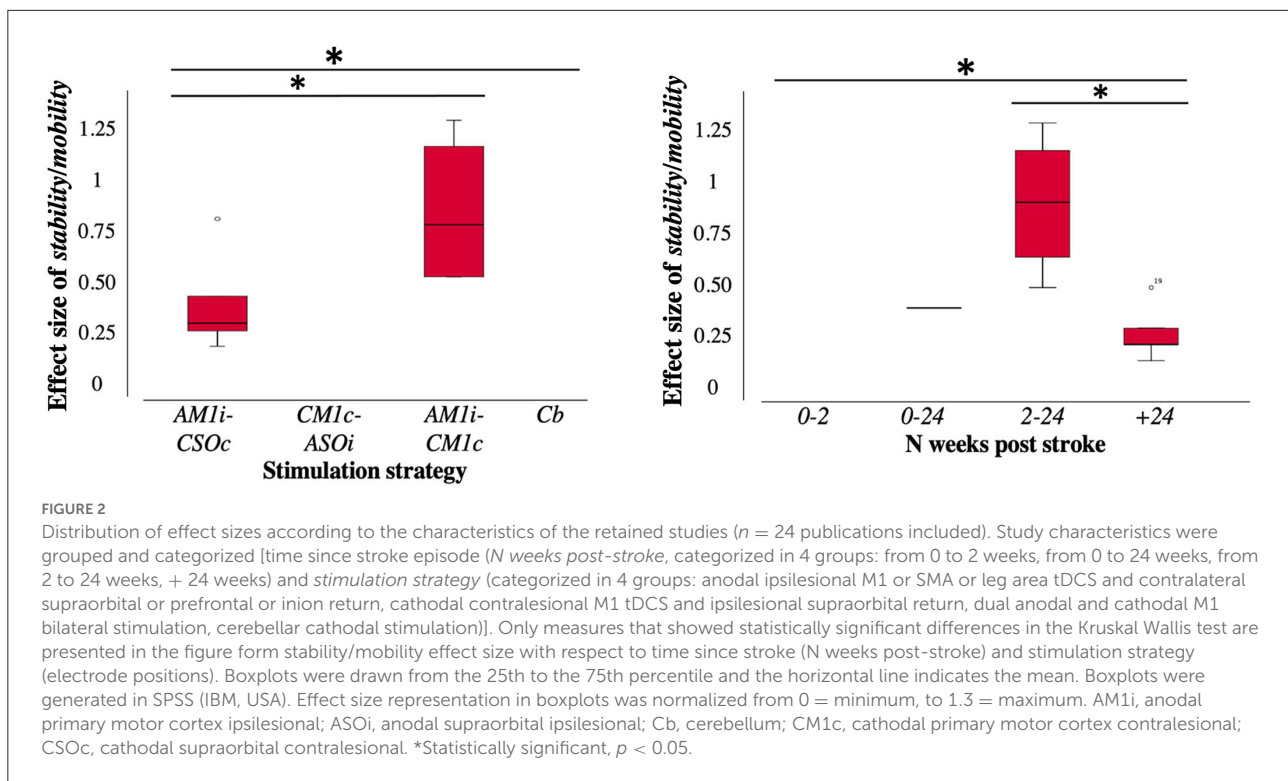 *
*
Effect size of stability/mobility
1.25
1
0.75
0.50
0.25
0
AM1i-
CSOc
CM1c-
ASOi
AM1i-
CM1c
Cb
Stimulation strategy
*
*
Effect size of stability/mobility
1.25
1
0.75
0.50
0.25
0
19
0-2
0-24
2-24
+24
N weeks post stroke
FIGURE 2
Distribution of effect sizes according to the characteristics of the retained studies (n = 24 publications included). Study characteristics were
grouped and categorized [time since stroke episode (N weeks post-stroke, categorized in 4 groups: from 0 to 2 weeks, from 0 to 24 weeks, from
2 to 24 weeks, + 24 weeks) and stimulation strategy (categorized in 4 groups: anodal ipsilesional M1 or SMA or leg area tDCS and contralateral
supraorbital or prefrontal or inion return, cathodal contralesional M1 tDCS and ipsilesional supraorbital return, dual anodal and cathodal M1
bilateral stimulation, cerebellar cathodal stimulation)]. Only measures that showed statistically significant differences in the Kruskal Wallis test are
presented in the figure form stability/mobility effect size with respect to time since stroke (N weeks post-stroke) and stimulation strategy
(electrode positions). Boxplots were drawn from the 25th to the 75th percentile and the horizontal line indicates the mean. Boxplots were
generated in SPSS (IBM, USA). Effect size representation in boxplots was normalized from 0 = minimum, to 1.3 = maximum. AM1i, anodal
primary motor cortex ipsilesional; ASOi, anodal supraorbital ipsilesional; Cb, cerebellum; CM1c, cathodal primary motor cortex contralesional;
CSOc, cathodal supraorbital contralesional. *Statistically significant, p < 0.05.